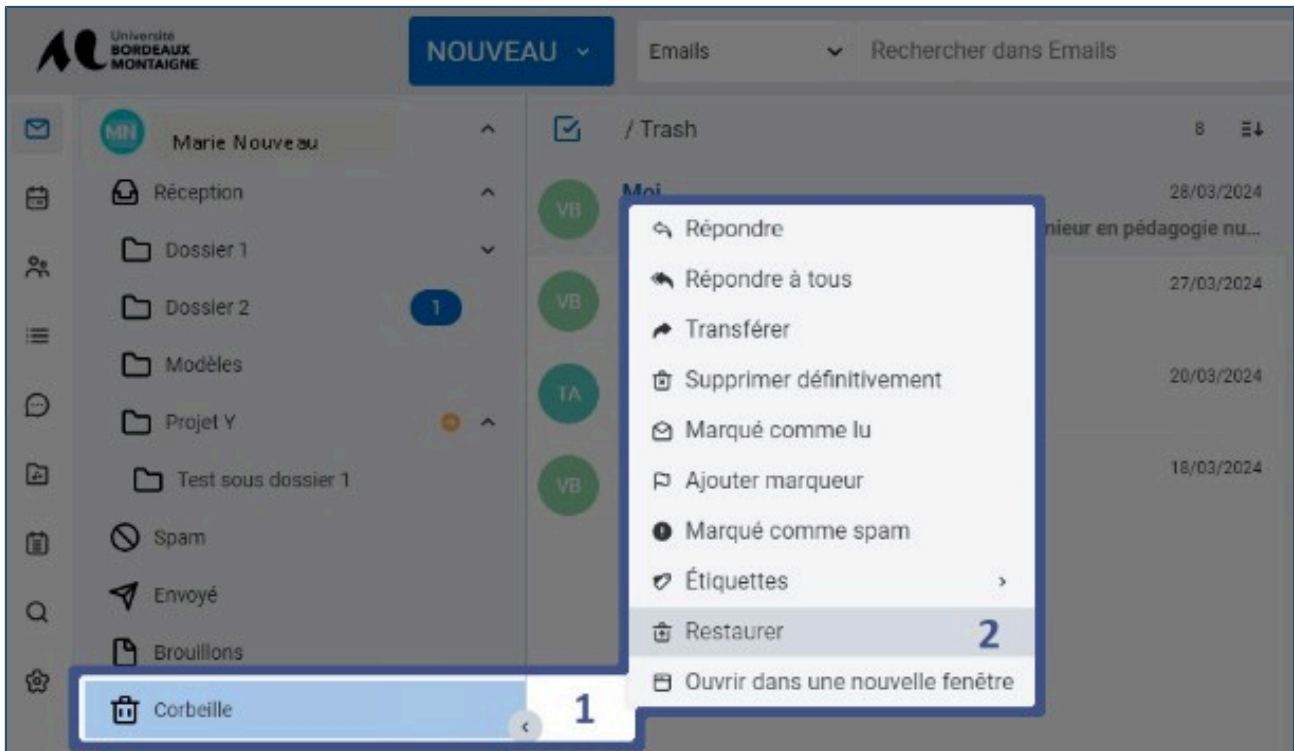 Université
BORDEAUX
MONTAIGNE
NOUVEAU
Emails
Rechercher dans Emails
MN
Marie Nouveau
Réception
Dossier 1
Dossier 2
1
Modèles
Projet Y
Test sous dossier 1
Spam
Envoyé
Brouillons
Corbeille
1
/ Trash
8
VB
Moi
28/03/2024
nieur en pédagogie nu...
VB
27/03/2024
TA
20/03/2024
VB
18/03/2024
Répondre
Répondre à tous
Transférer
Supprimer définitivement
Marqué comme lu
Ajouter marqueur
Marqué comme spam
Étiquettes
Restaurer
2
Ouvrir dans une nouvelle fenêtre